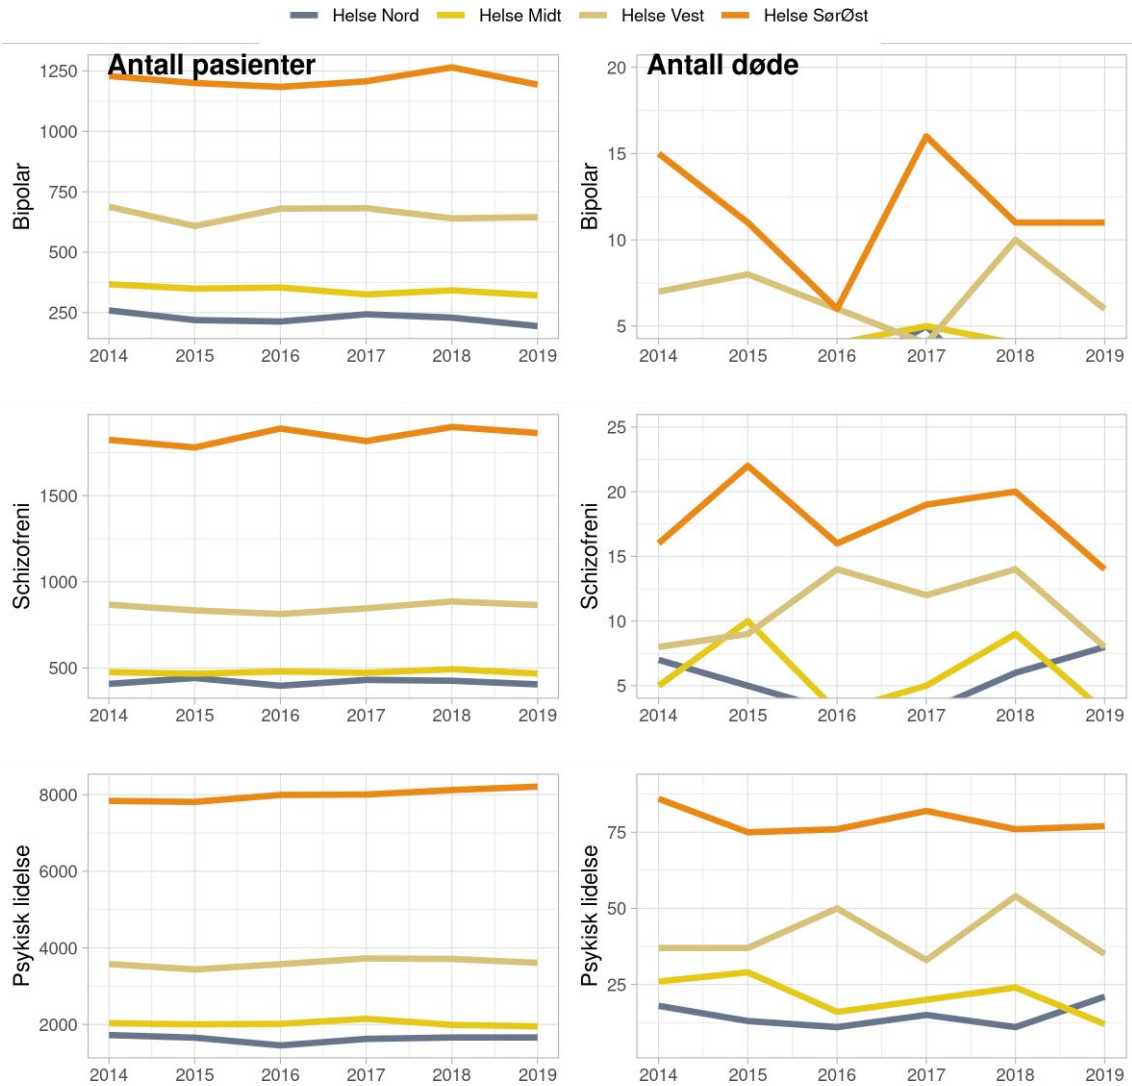 Helse Nord Helse Midt Helse Vest Helse SørØst
Antall pasienter
Bipolar
1250
1000
750
500
250
2014 2015 2016 2017 2018 2019
Antall døde
Bipolar
20
15
10
5
2014 2015 2016 2017 2018 2019
Schizofreni
1500
1000
500
2014 2015 2016 2017 2018 2019
Schizofreni
25
20
15
10
5
2014 2015 2016 2017 2018 2019
Psykisk lidelse
8000
6000
4000
2000
2014 2015 2016 2017 2018 2019
Psykisk lidelse
75
50
25
2014 2015 2016 2017 2018 2019